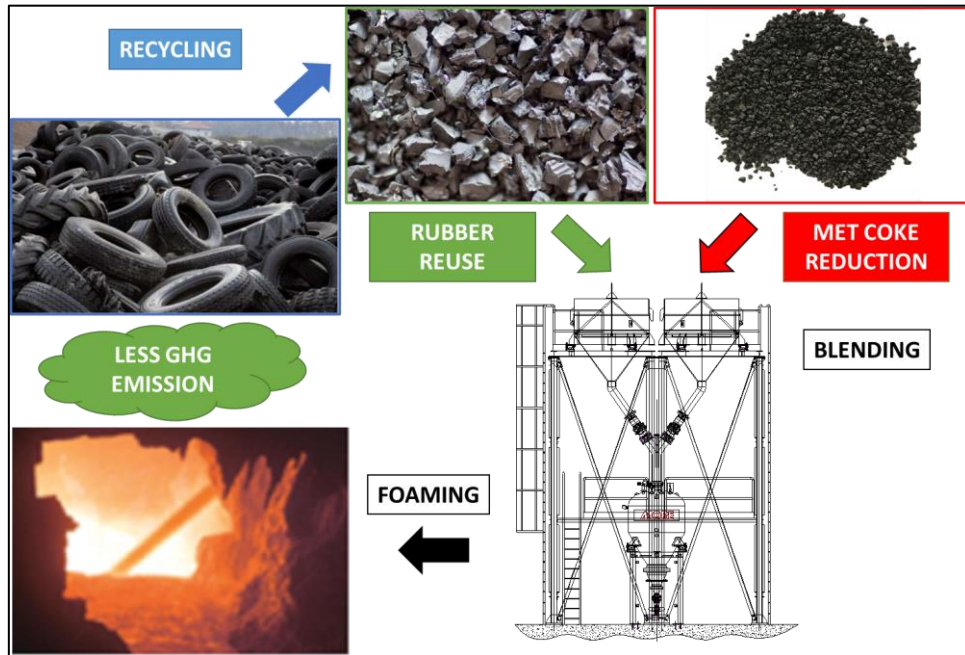 RECYCLING
RUBBER
REUSE
MET COKE
REDUCTION
LESS GHG
EMISSION
BLENDING
FOAMING